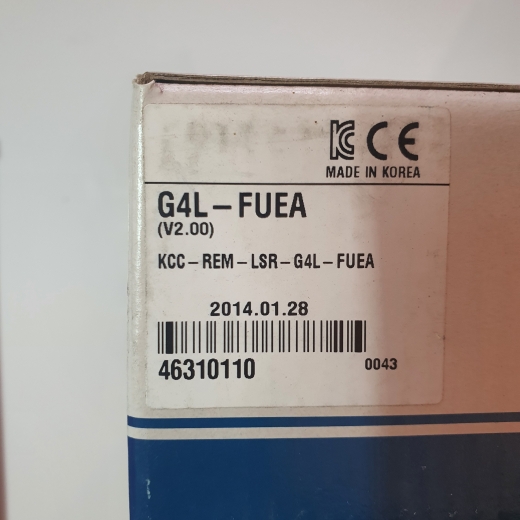 KC CE
MADE IN KOREA
G4L-FUEA
(V2.00)
KCC-REM-LSR-G4L-FUEA
2014.01.28
46310110 0043